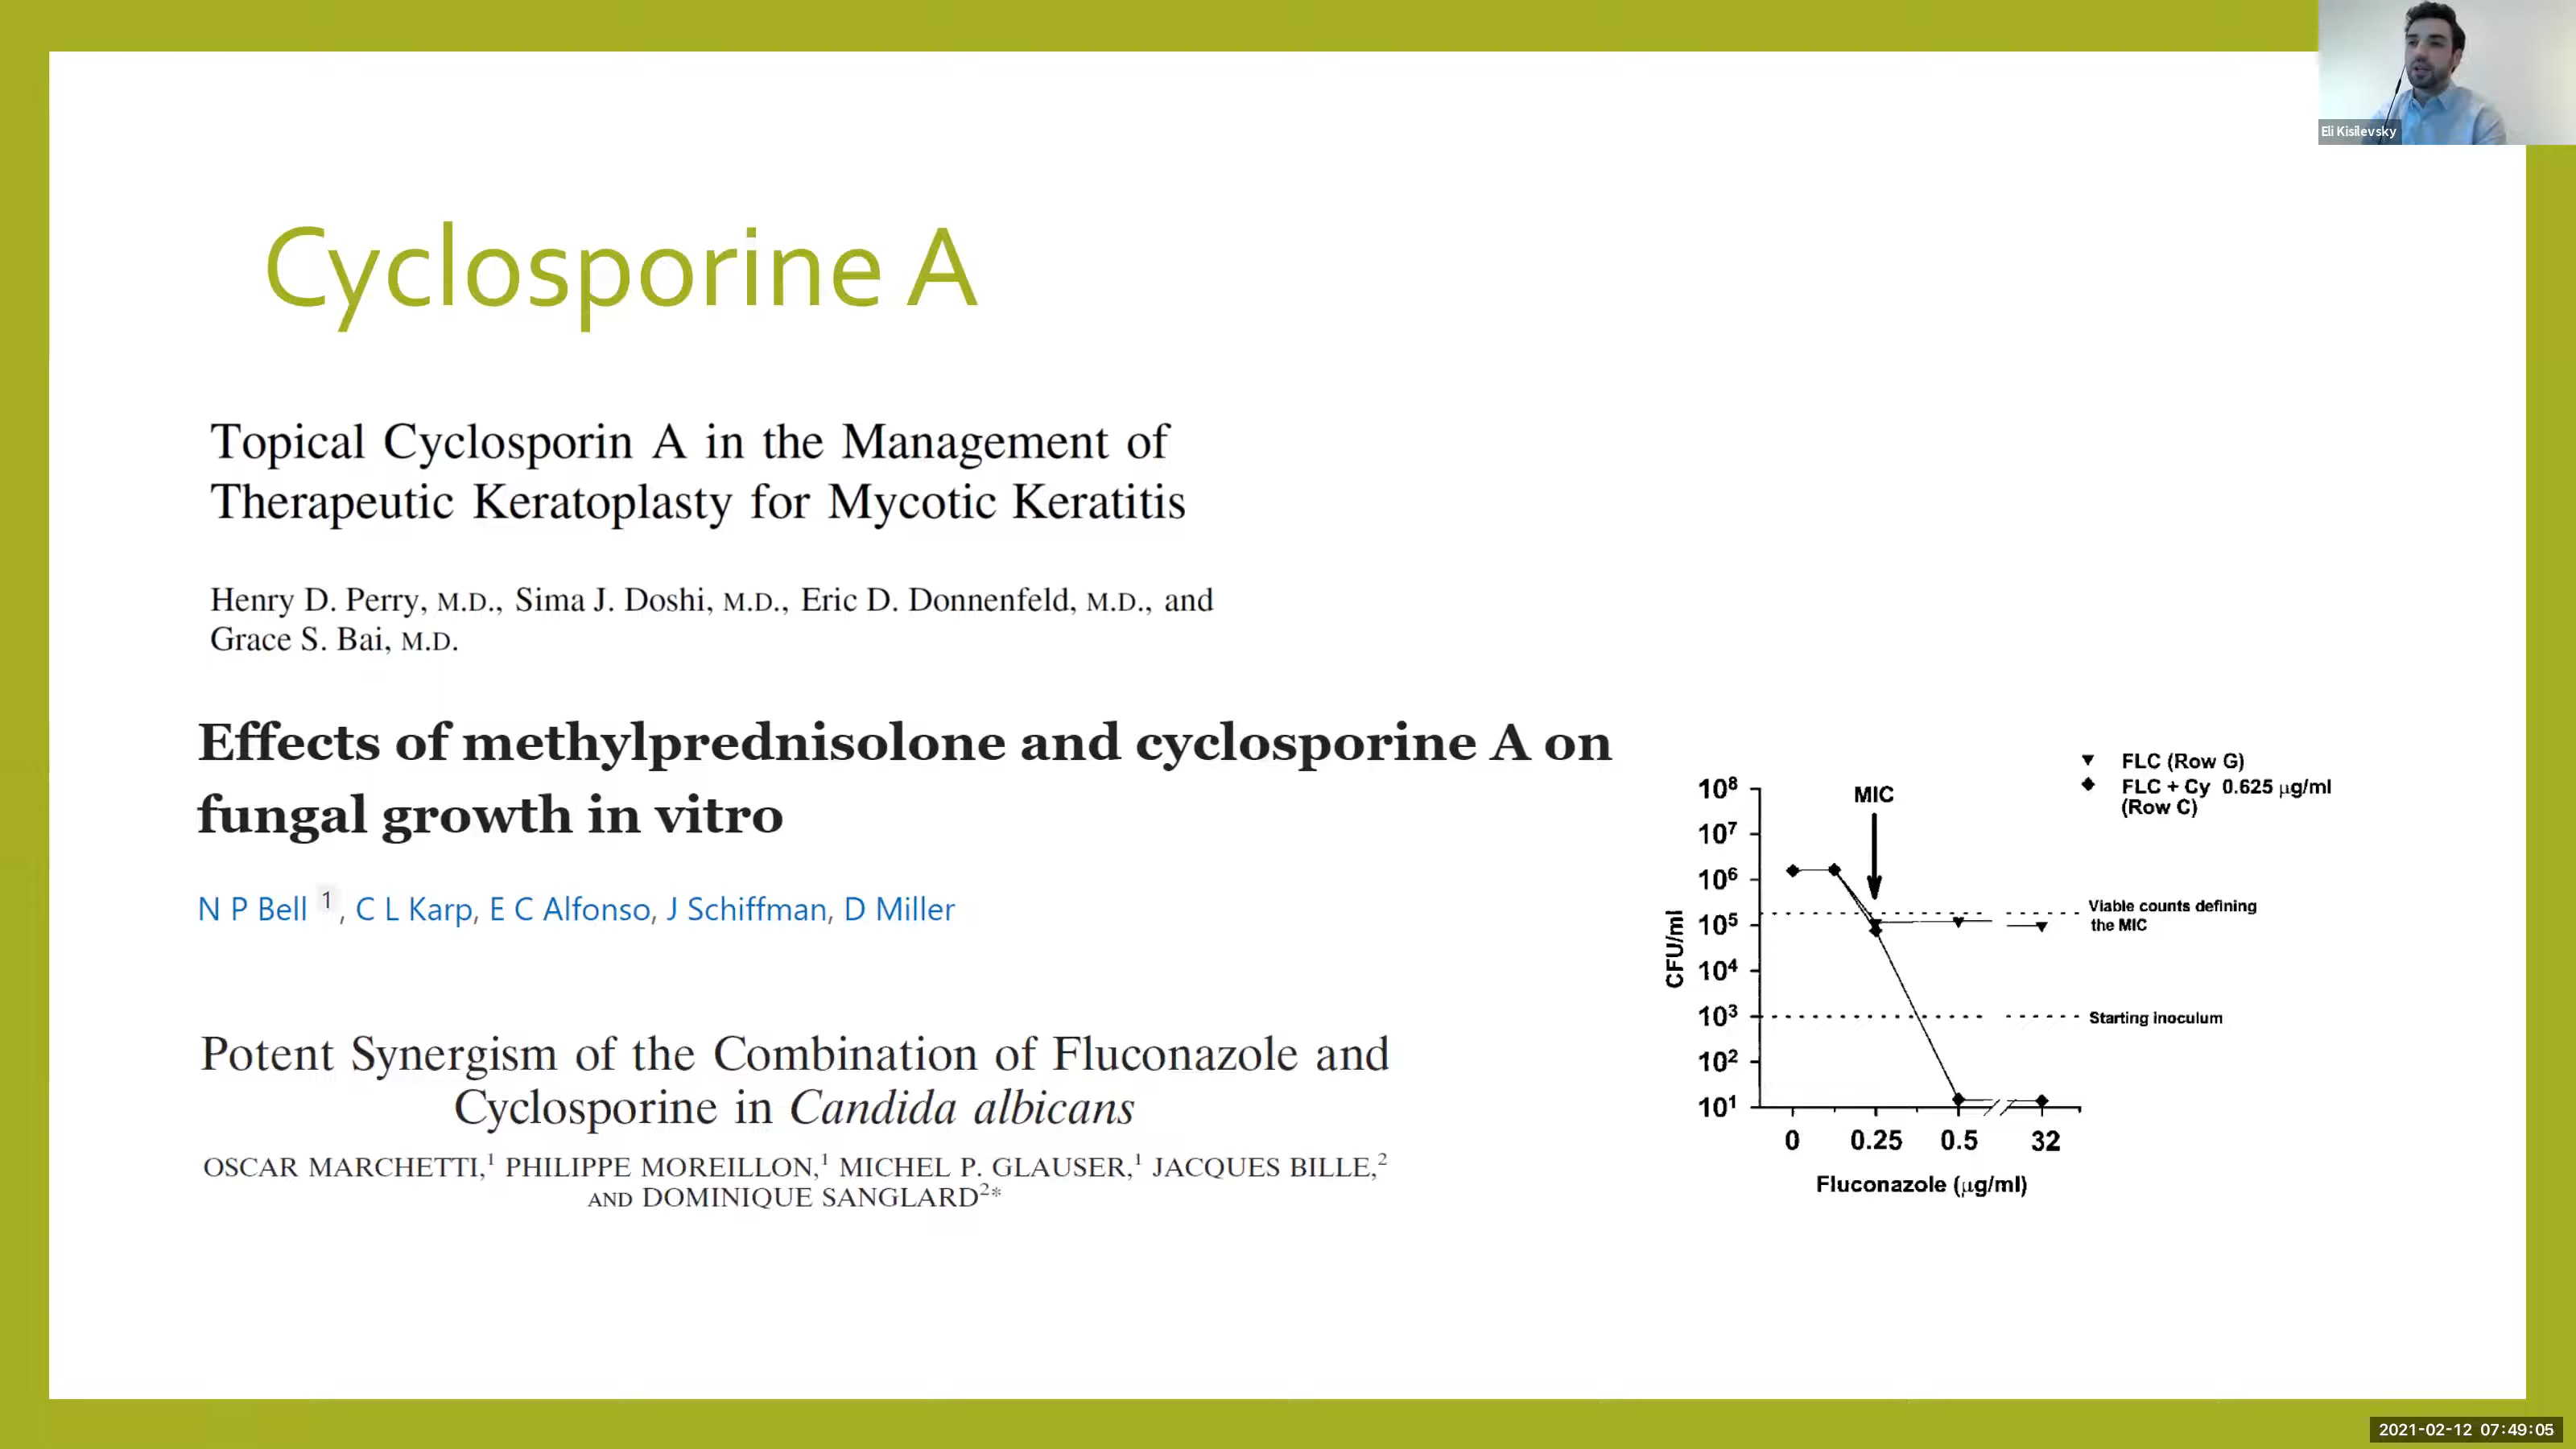 Eli Kisilevsky
Cyclosporine A
Topical Cyclosporin A in the Management of
Therapeutic Keratoplasty for Mycotic Keratitis
Henry D. Perry, M.D., Sima J. Doshi, M.D., Eric D. Donnenfeld, M.D., and
Grace S. Bai, M.D.
Effects of methylprednisolone and cyclosporine A on
fungal growth in vitro
N P Bell 1, C L Karp, E C Alfonso, J Schiffman, D Miller
Potent Synergism of the Combination of Fluconazole and
Cyclosporine in Candida albicans
OSCAR MARCHETTI,1 PHILIPPE MOREILLON,1 MICHEL P. GLAUSER,1 JACQUES BILLE,2
AND DOMINIQUE SANGLARD2*
FLC (Row G)
FLC + Cy 0.625 μg/ml
(Row C)
MIC
10⁸
10⁷
10⁶
10⁵
10⁴
10³
10²
10¹
CFU/ml
Viable counts defining
the MIC
Starting inoculum
0 0.25 0.5 32
Fluconazole (μg/ml)
2021-02-12 07:49:05